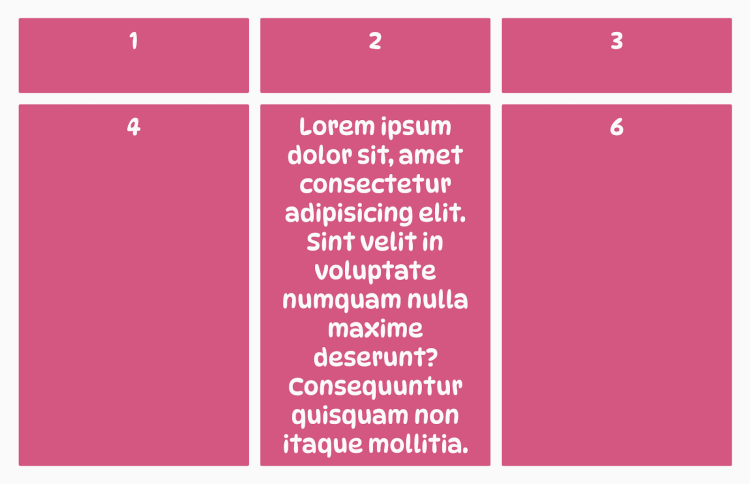 1
2
3
4
Lorem ipsum
dolor sit, amet
consectetur
adipisicing elit.
Sint velit in
voluptate
numquam nulla
maxime
deserunt?
Consequuntur
quisquam non
itaque mollitia.
6